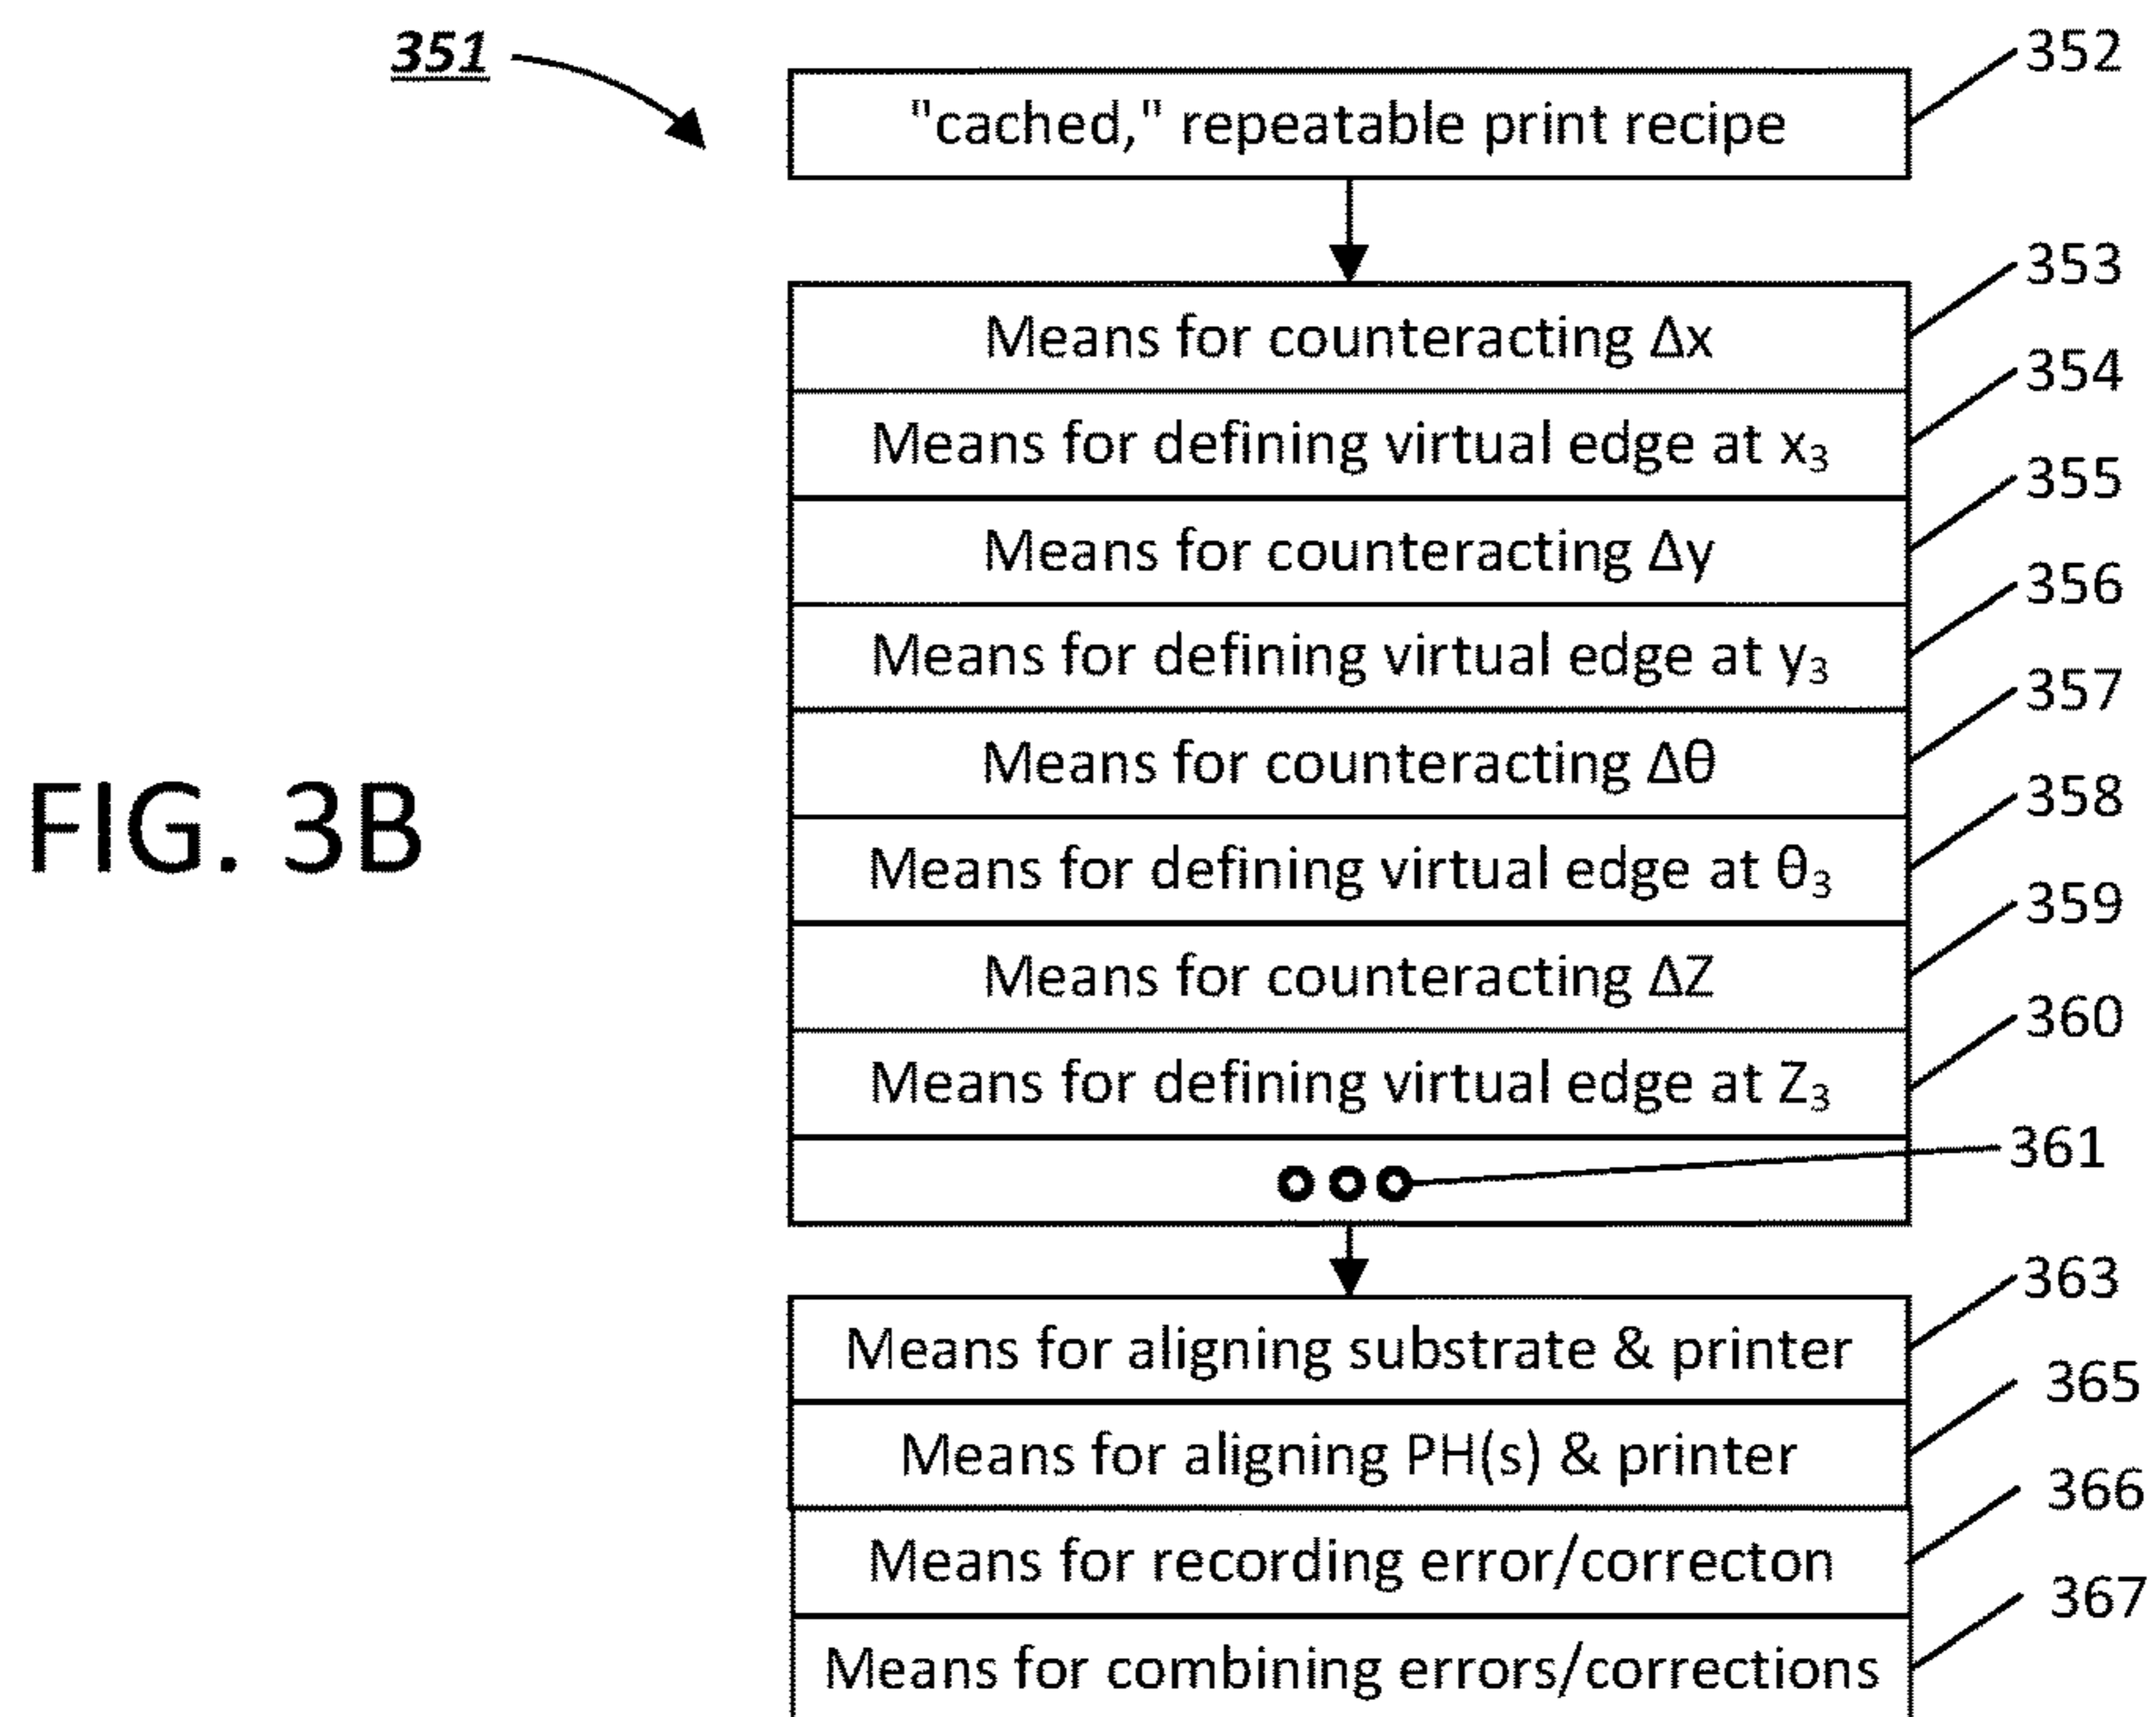 351
352
"cached," repeatable print recipe
353
Means for counteracting Δx
354
Means for defining virtual edge at x₃
355
Means for counteracting Δy
356
Means for defining virtual edge at y₃
357
Means for counteracting Δθ
358
FIG. 3B
Means for defining virtual edge at θ₃
359
Means for counteracting ΔZ
360
Means for defining virtual edge at Z₃
361
363
Means for aligning substrate & printer
365
Means for aligning PH(s) & printer
366
Means for recording error/correcton
367
Means for combining errors/corrections